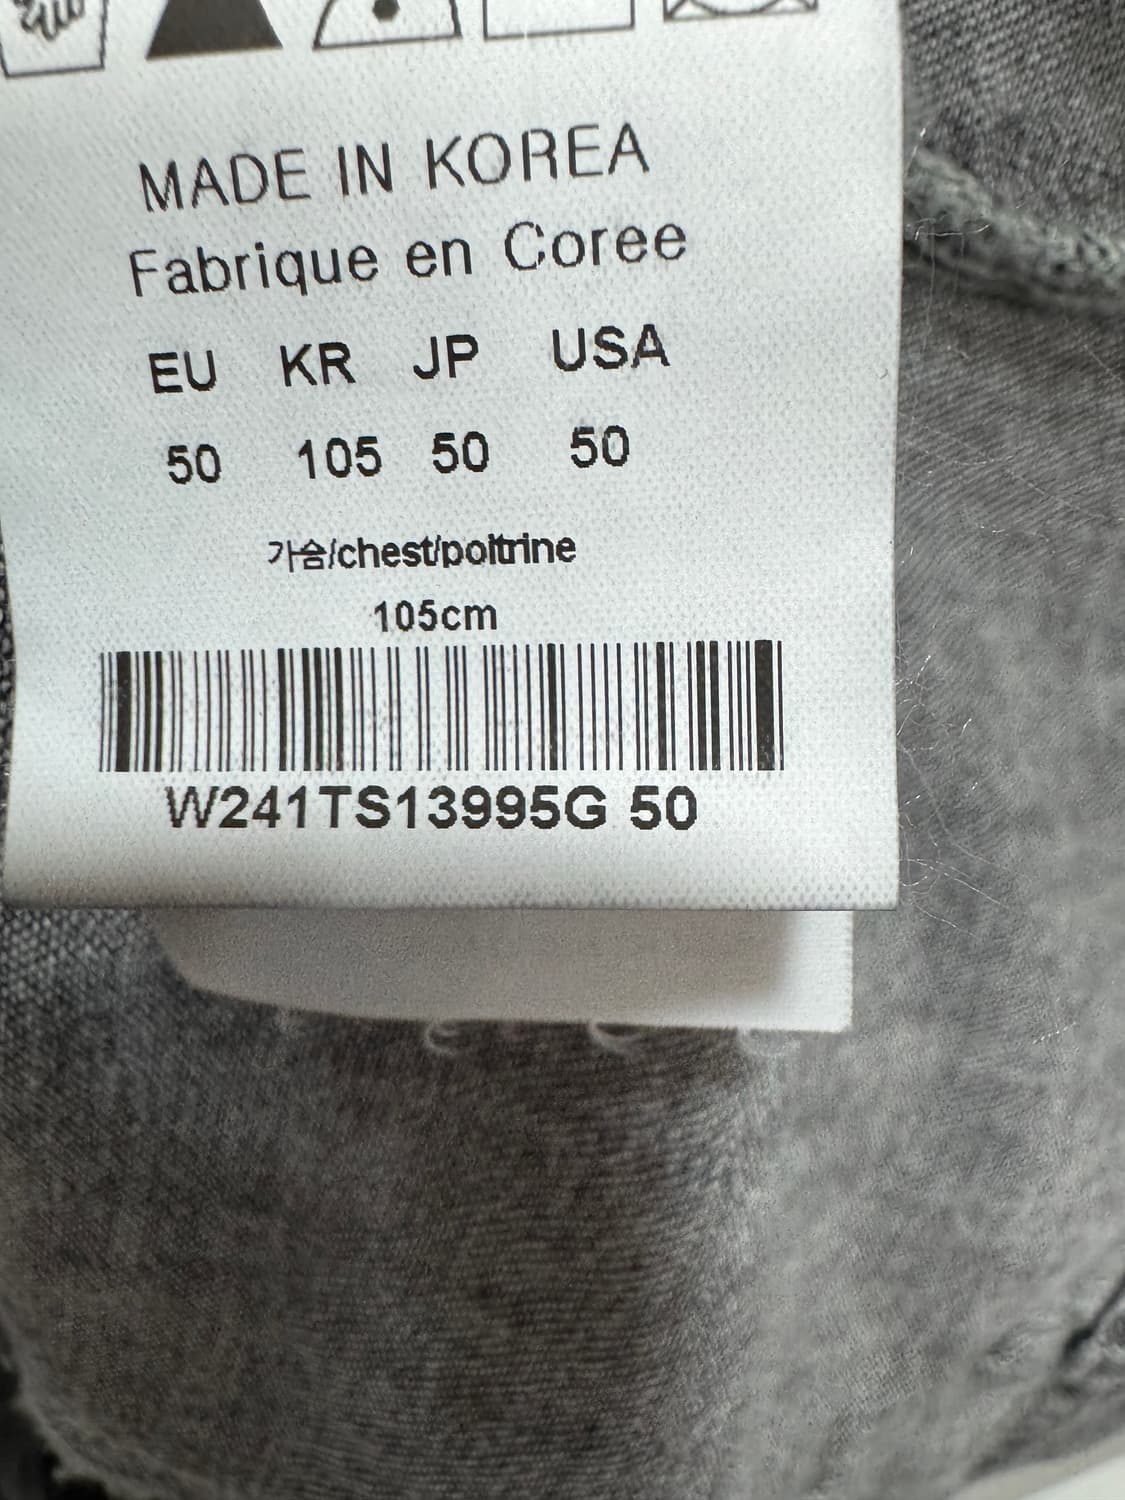 MADE IN KOREA
Fabrique en Coree
EU KR JP USA
50 105 50 50
가슴/chest/poitrine
105cm
W241TS13995G 50